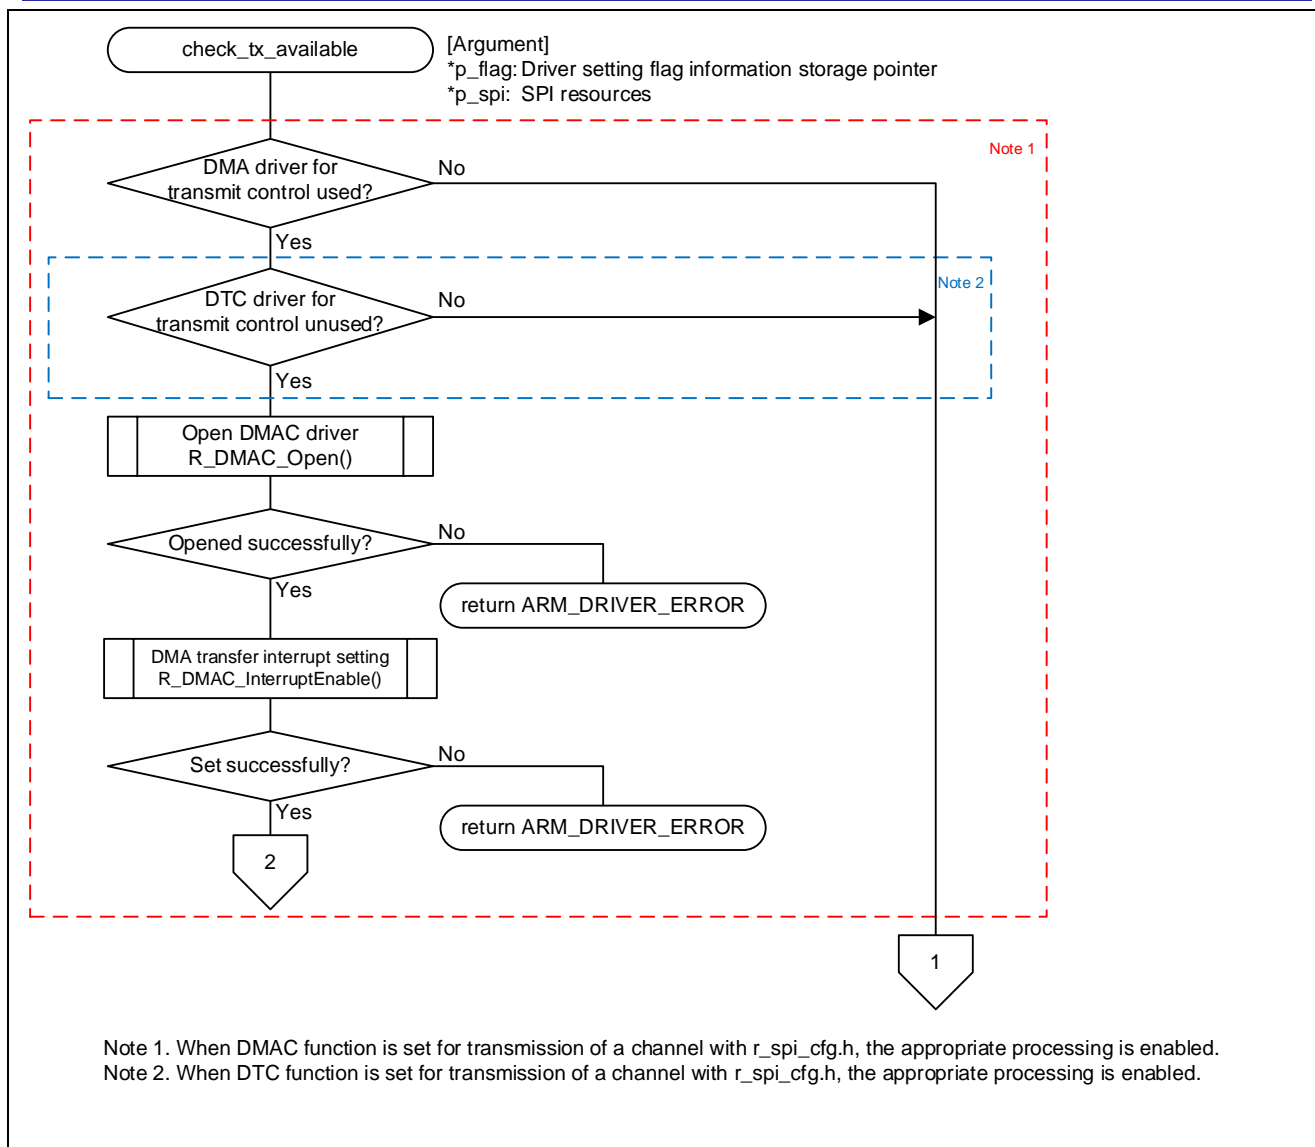 check_tx_available
[Argument]
*p_flag: Driver setting flag information storage pointer
*p_spi: SPI resources
Note 1
DMA driver for
transmit control used?
No
Yes
Note 2
DTC driver for
transmit control unused?
No
Yes
Open DMAC driver
R_DMAC_Open()
Opened successfully?
No
Yes
return ARM_DRIVER_ERROR
DMA transfer interrupt setting
R_DMAC_InterruptEnable()
Set successfully?
No
Yes
return ARM_DRIVER_ERROR
2
1
Note 1. When DMAC function is set for transmission of a channel with r_spi_cfg.h, the appropriate processing is enabled.
Note 2. When DTC function is set for transmission of a channel with r_spi_cfg.h, the appropriate processing is enabled.